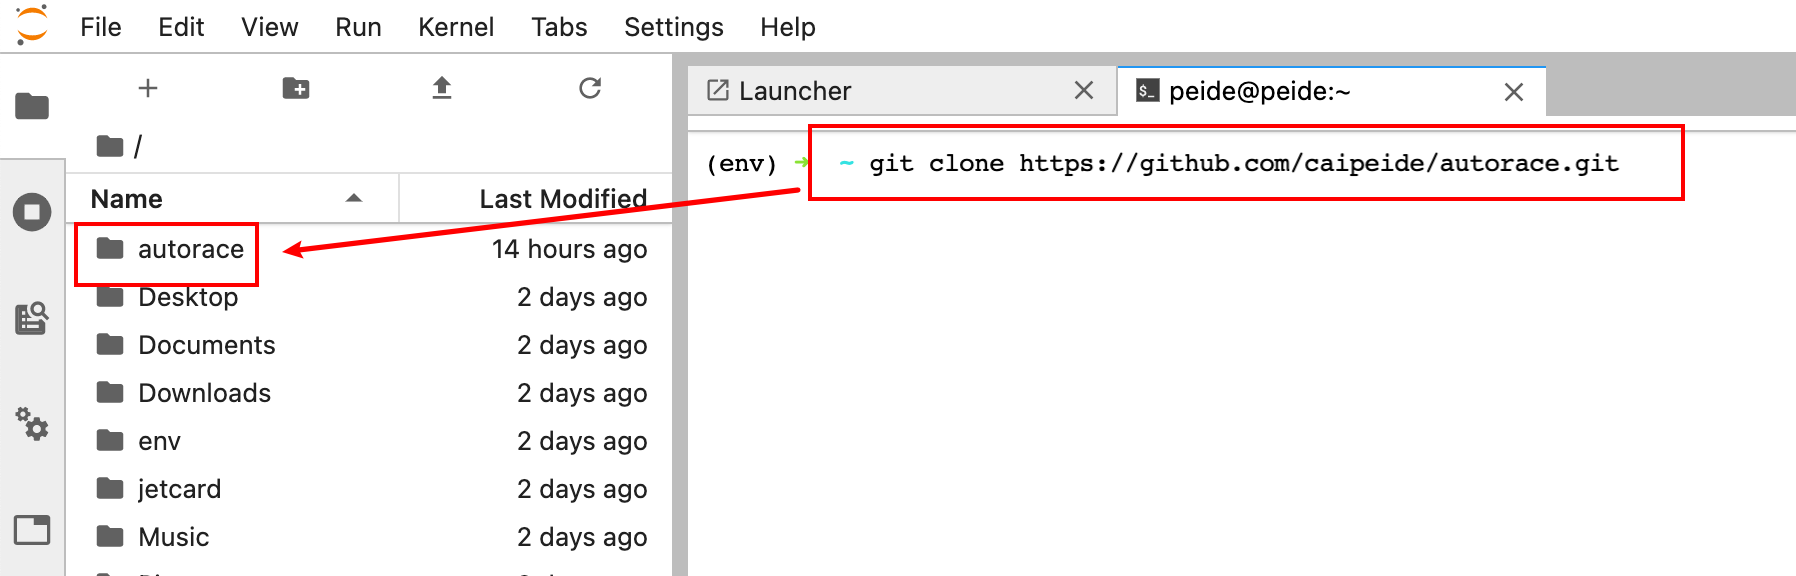 File Edit View Run Kernel Tabs Settings Help
Launcher
peide@peide:~
/
(env) ➜ ~ git clone https://github.com/caipeide/autorace.git
Name Last Modified
autorace 14 hours ago
Desktop 2 days ago
Documents 2 days ago
Downloads 2 days ago
env 2 days ago
jetcard 2 days ago
Music 2 days ago